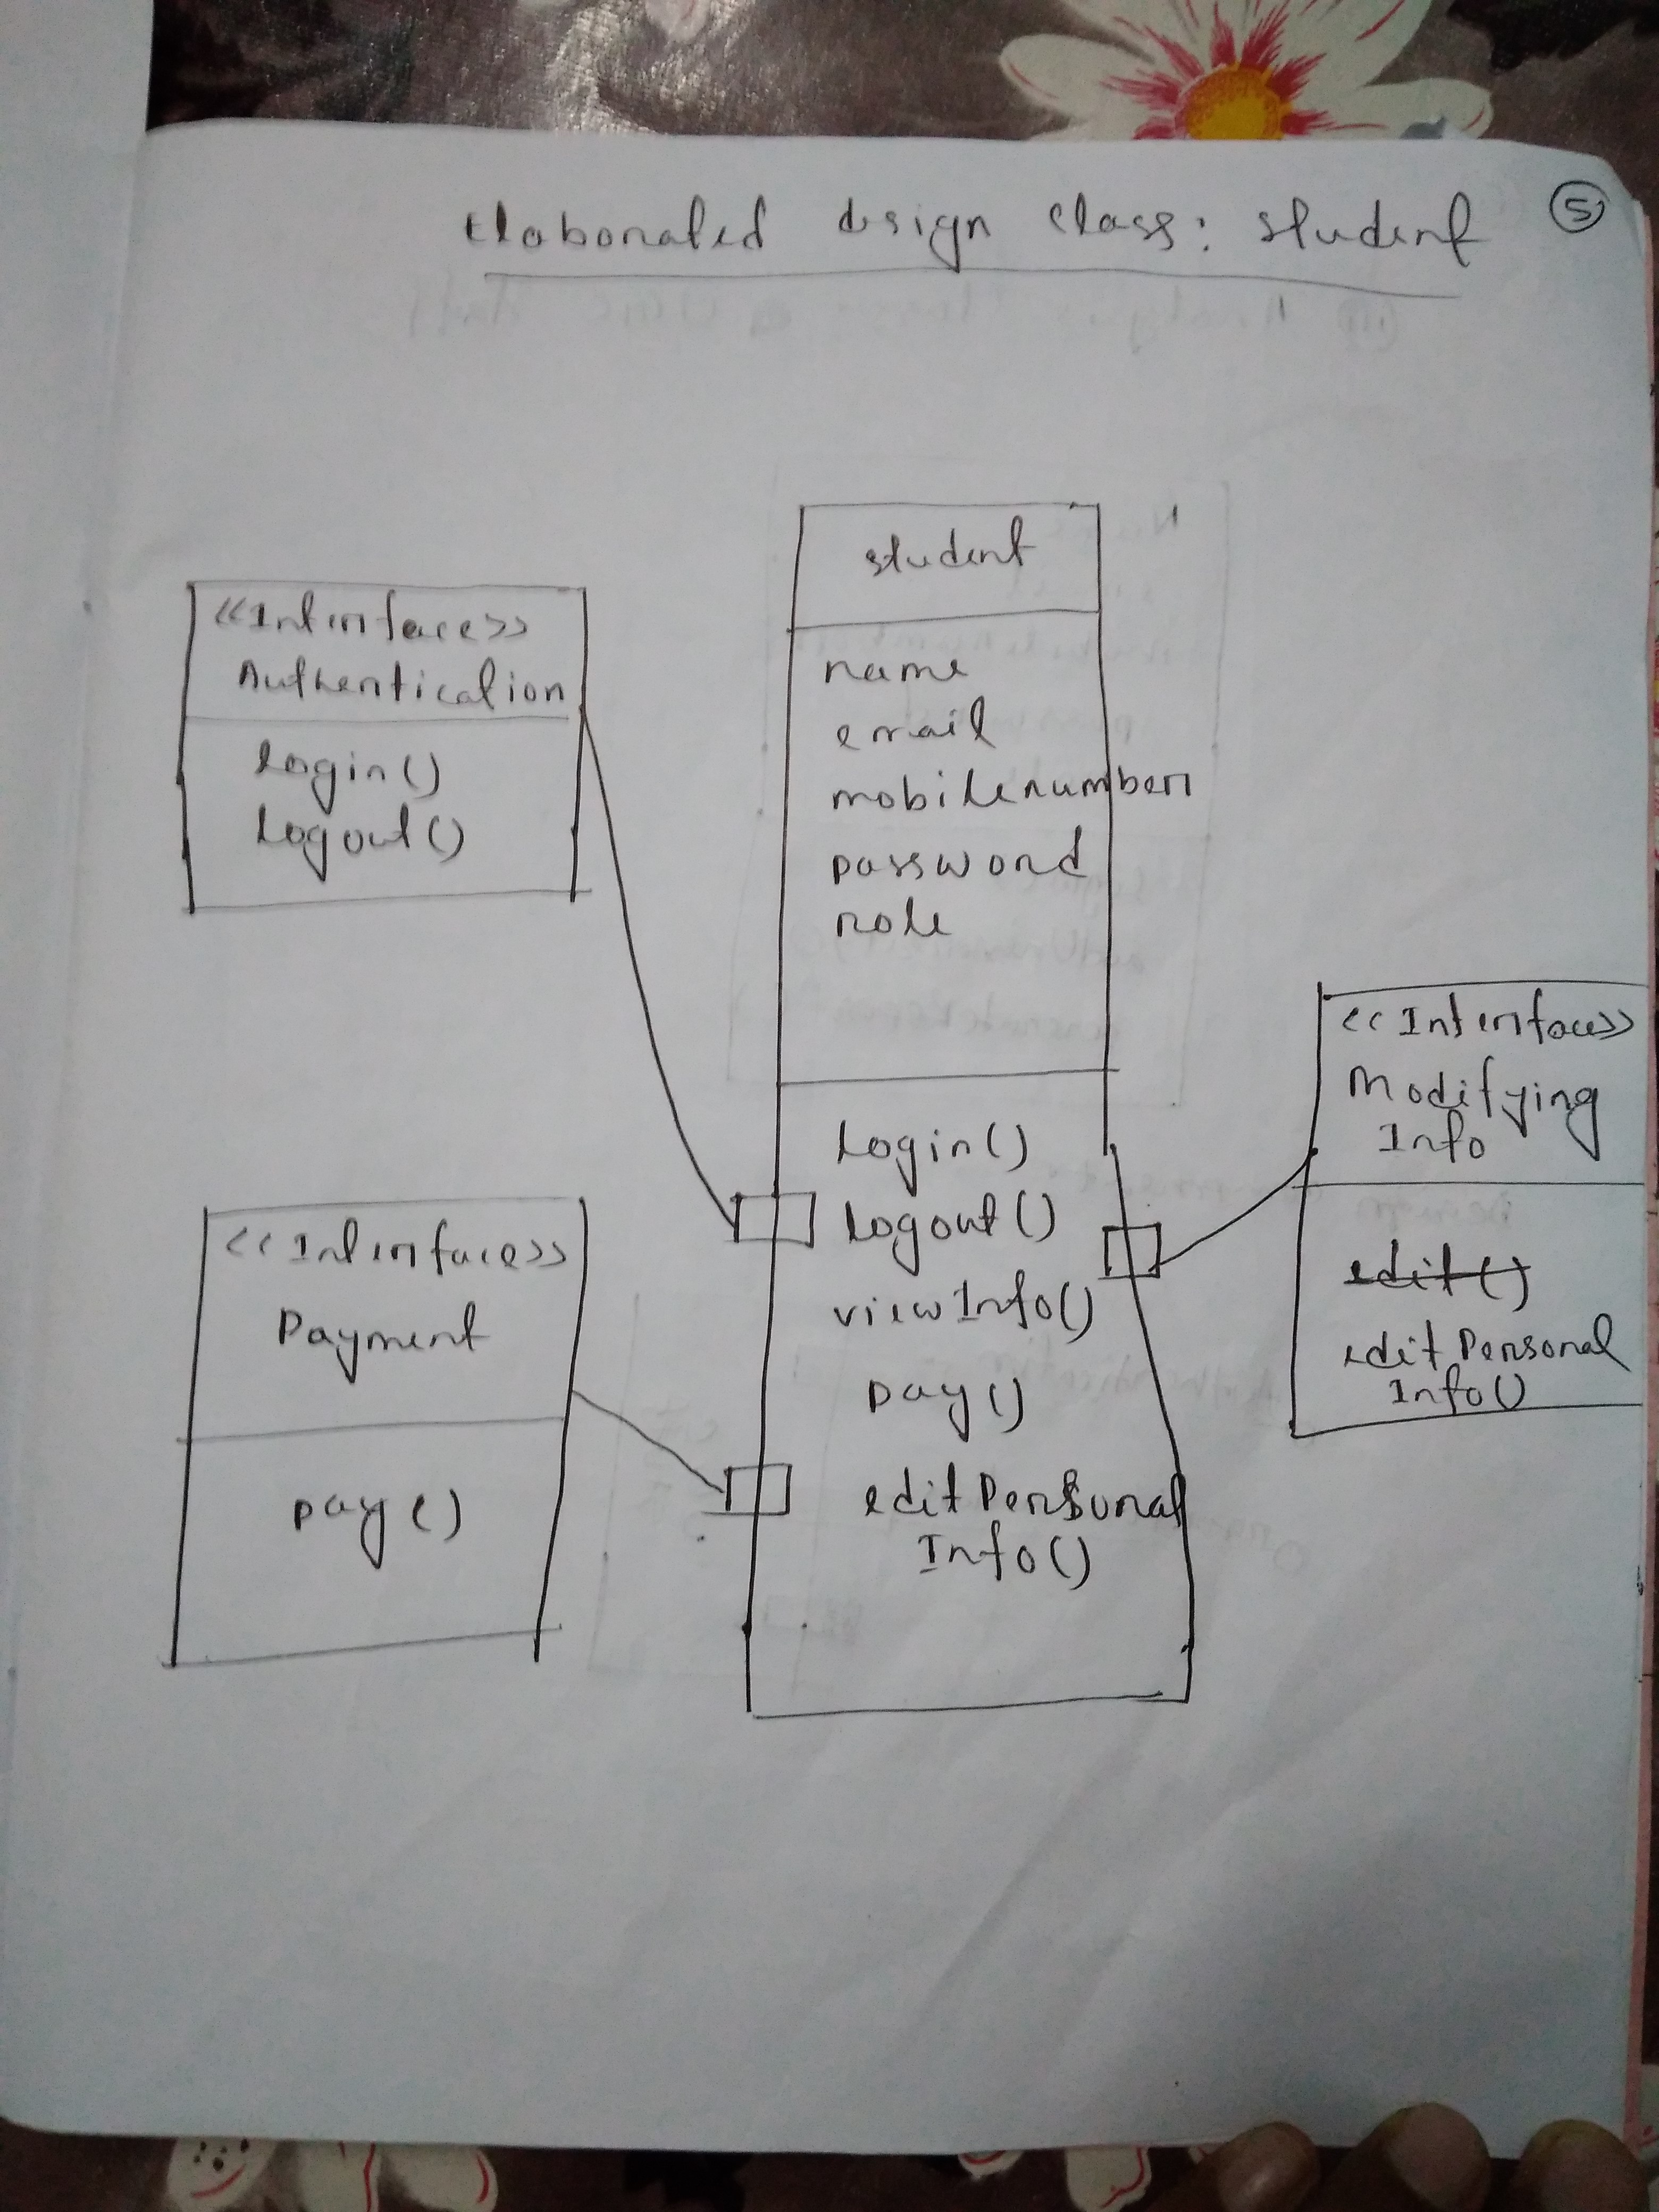 Elaborated design class: student
5
student
name
email
mobilenumber
password
role
login()
logout()
viewInfo()
pay()
editPersonal
Info()
<<Interface>>
Authentication
login()
logout()
<<Interface>>
Payment
pay()
<<Interface>>
Modifying
Info
edit()
editPersonal
Info()